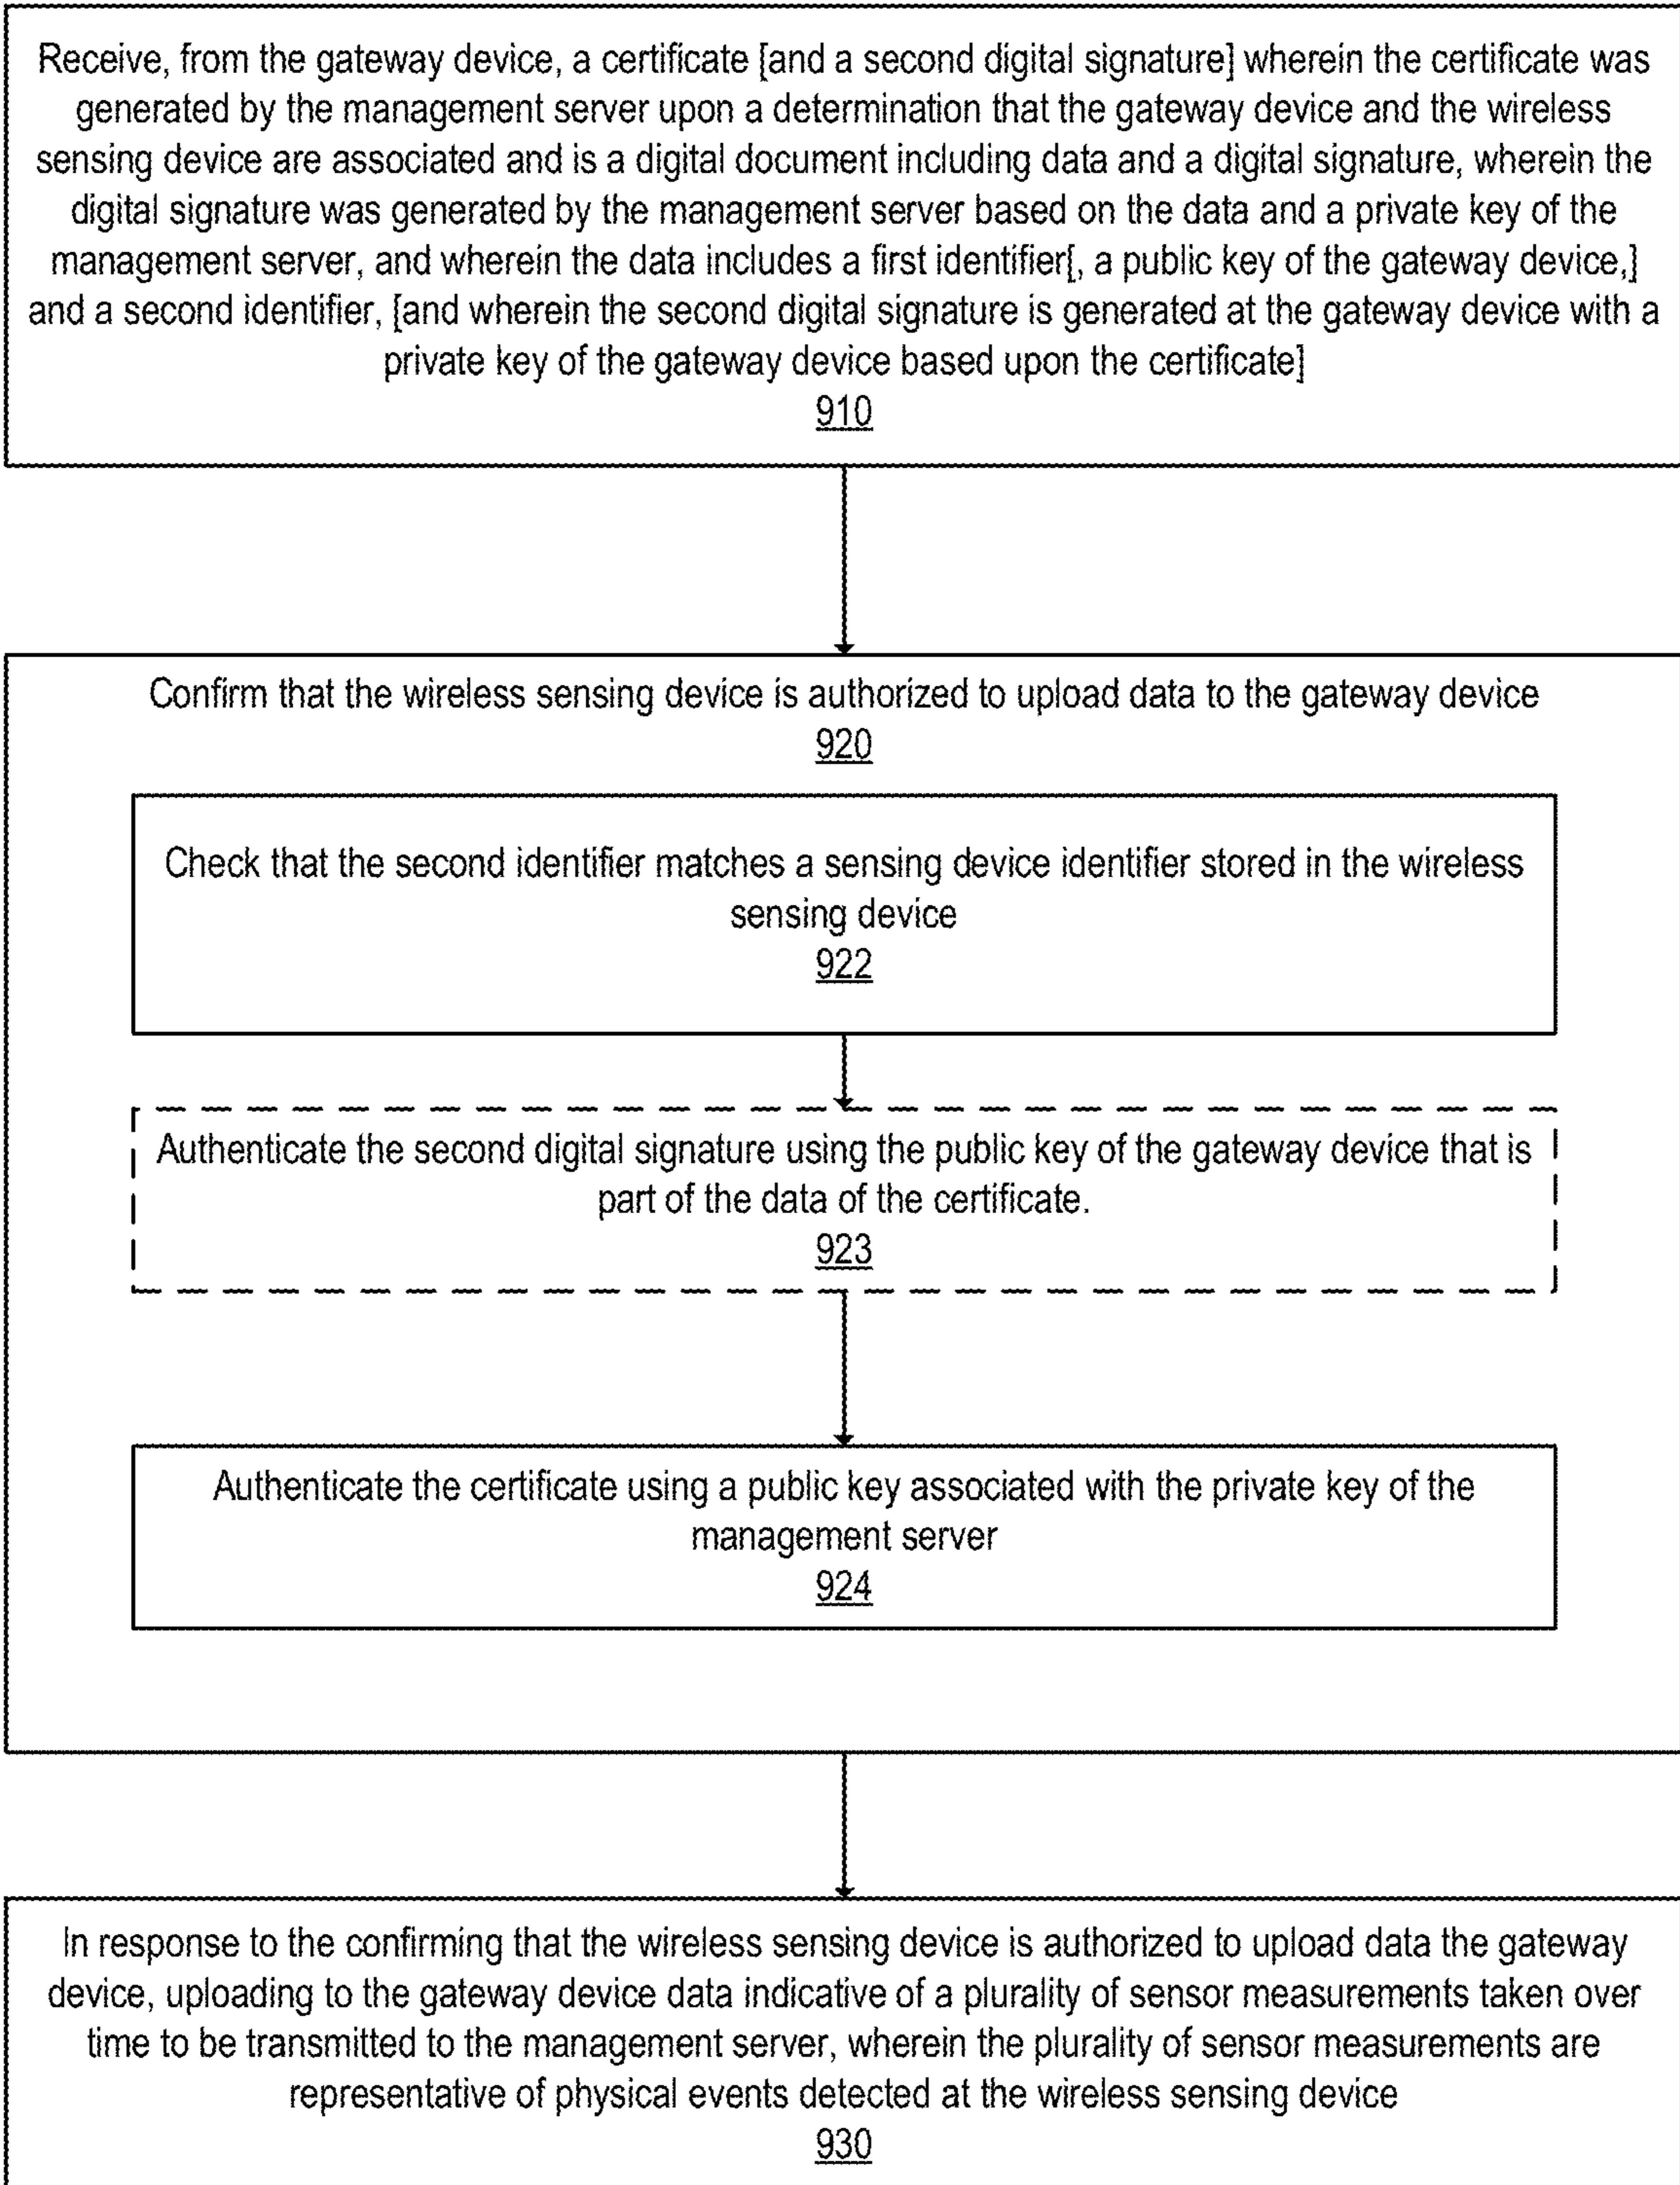 Receive, from the gateway device, a certificate [and a second digital signature] wherein the certificate was
generated by the management server upon a determination that the gateway device and the wireless
sensing device are associated and is a digital document including data and a digital signature, wherein the
digital signature was generated by the management server based on the data and a private key of the
management server, and wherein the data includes a first identifier[, a public key of the gateway device,]
and a second identifier, [and wherein the second digital signature is generated at the gateway device with a
private key of the gateway device based upon the certificate]
910
Confirm that the wireless sensing device is authorized to upload data to the gateway device
920
Check that the second identifier matches a sensing device identifier stored in the wireless
sensing device
922
Authenticate the second digital signature using the public key of the gateway device that is
part of the data of the certificate.
923
Authenticate the certificate using a public key associated with the private key of the
management server
924
In response to the confirming that the wireless sensing device is authorized to upload data the gateway
device, uploading to the gateway device data indicative of a plurality of sensor measurements taken over
time to be transmitted to the management server, wherein the plurality of sensor measurements are
representative of physical events detected at the wireless sensing device
930